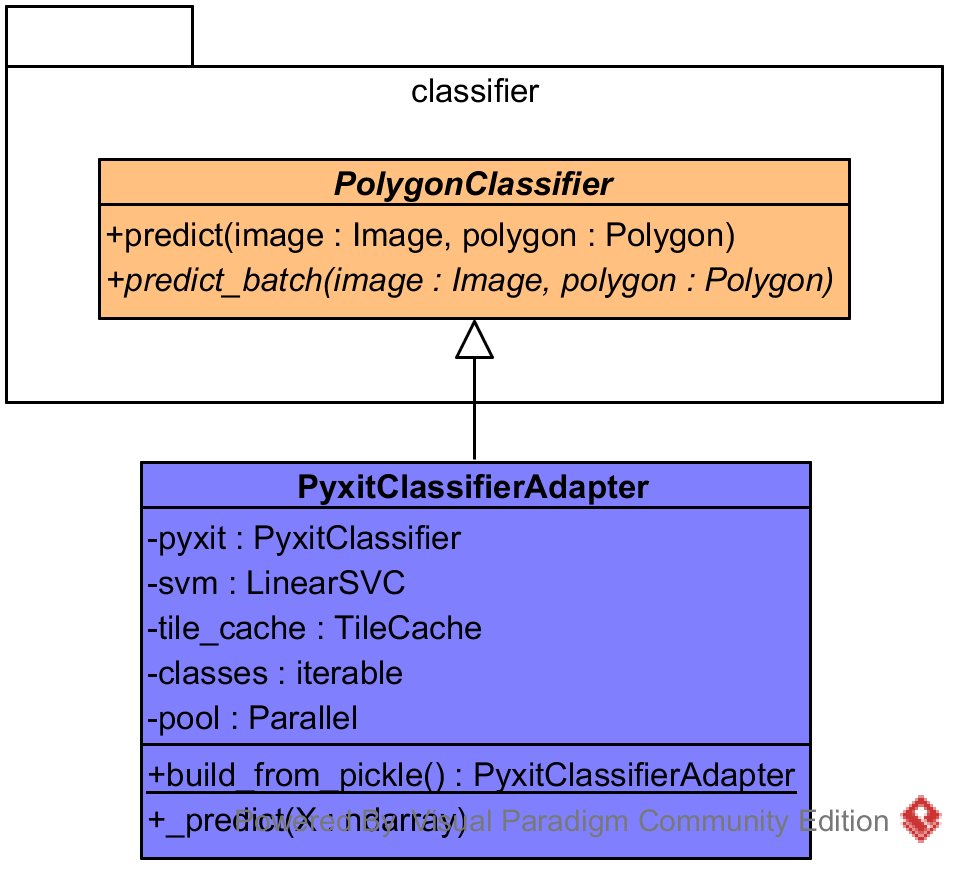 classifier
PolygonClassifier
+predict(image : Image, polygon : Polygon)
+predict_batch(image : Image, polygon : Polygon)
PyxitClassifierAdapter
-pyxit : PyxitClassifier
-svm : LinearSVC
-tile_cache : TileCache
-classes : iterable
-pool : Parallel
+build_from_pickle() : PyxitClassifierAdapter
+_predict(X : ndarray)
Powered By Visual Paradigm Community Edition